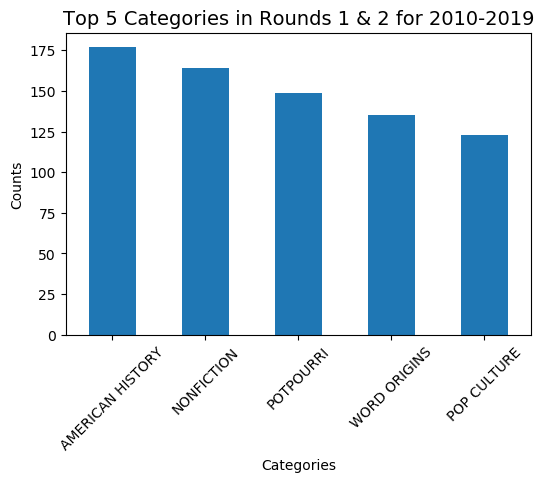 Top 5 Categories in Rounds 1 & 2 for 2010-2019
175
150
125
100
75
50
25
0
Counts
AMERICAN HISTORY
NONFICTION
POTPOURRI
WORD ORIGINS
POP CULTURE
Categories